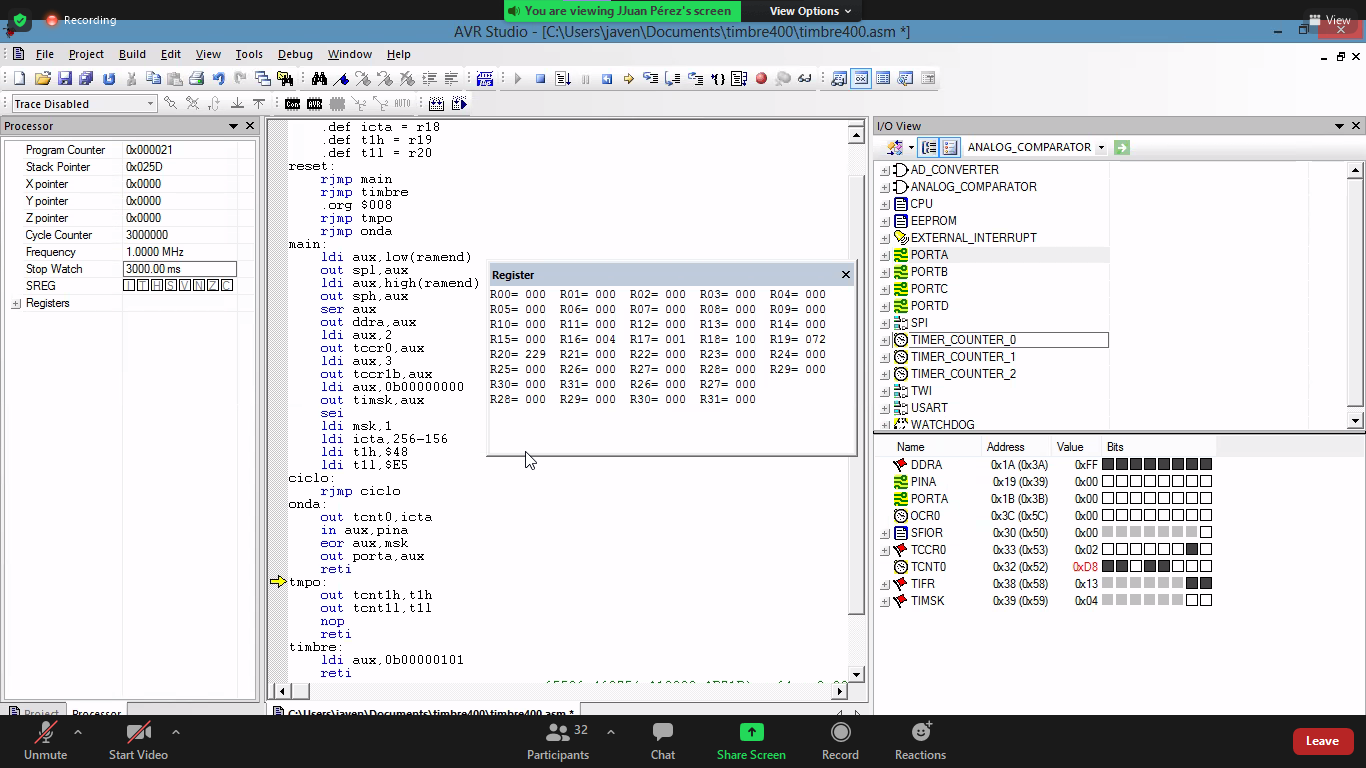 Recording
You are viewing JJuan Pérez's screen
View Options
View
AVR Studio - [C:\Users\javen\Documents\timbre400\timbre400.asm *]
File Project Build Edit View Tools Debug Window Help
Trace Disabled
Con AVR AUTO
Processor
Program Counter 0x000021
Stack Pointer 0x025D
X pointer 0x0000
Y pointer 0x0000
Z pointer 0x0000
Cycle Counter 3000000
Frequency 1.0000 MHz
Stop Watch 3000.00 ms
SREG I T H S V N Z C
Registers
Project Processor
.def icta = r18
.def t1h = r19
.def t1l = r20
reset:
rjmp main
rjmp timbre
.org $008
rjmp tmpo
rjmp onda
main:
ldi aux,low(ramend)
out spl,aux
ldi aux,high(ramend)
out sph,aux
ser aux
out ddra,aux
ldi aux,2
out tccr0,aux
ldi aux,3
out tccr1b,aux
ldi aux,0b00000000
out timsk,aux
sei
ldi msk,1
ldi icta,256-156
ldi t1h,$48
ldi t1l,$E5
ciclo:
rjmp ciclo
onda:
out tcnt0,icta
in aux,pina
eor aux,msk
out porta,aux
reti
tmpo:
out tcnt1h,t1h
out tcnt1l,t1l
nop
reti
timbre:
ldi aux,0b00000101
reti
C:\Users\javen\Documents\timbre400\timbre400.asm *
Register
R00= 000 R01= 000 R02= 000 R03= 000 R04= 000
R05= 000 R06= 000 R07= 000 R08= 000 R09= 000
R10= 000 R11= 000 R12= 000 R13= 000 R14= 000
R15= 000 R16= 004 R17= 001 R18= 100 R19= 072
R20= 229 R21= 000 R22= 000 R23= 000 R24= 000
R25= 000 R26= 000 R27= 000 R28= 000 R29= 000
R30= 000 R31= 000 R26= 000 R27= 000
R28= 000 R29= 000 R30= 000 R31= 000
I/O View
ANALOG_COMPARATOR
AD_CONVERTER
ANALOG_COMPARATOR
CPU
EEPROM
EXTERNAL_INTERRUPT
PORTA
PORTB
PORTC
PORTD
SPI
TIMER_COUNTER_0
TIMER_COUNTER_1
TIMER_COUNTER_2
TWI
USART
WATCHDOG
Name Address Value Bits
DDRA 0x1A (0x3A) 0xFF
PINA 0x19 (0x39) 0x00
PORTA 0x1B (0x3B) 0x00
OCR0 0x3C (0x5C) 0x00
SFIOR 0x30 (0x50) 0x00
TCCR0 0x33 (0x53) 0x02
TCNT0 0x32 (0x52) 0xD8
TIFR 0x38 (0x58) 0x13
TIMSK 0x39 (0x59) 0x04
Unmute
Start Video
Participants 32
Chat
Share Screen
Record
Reactions
Leave